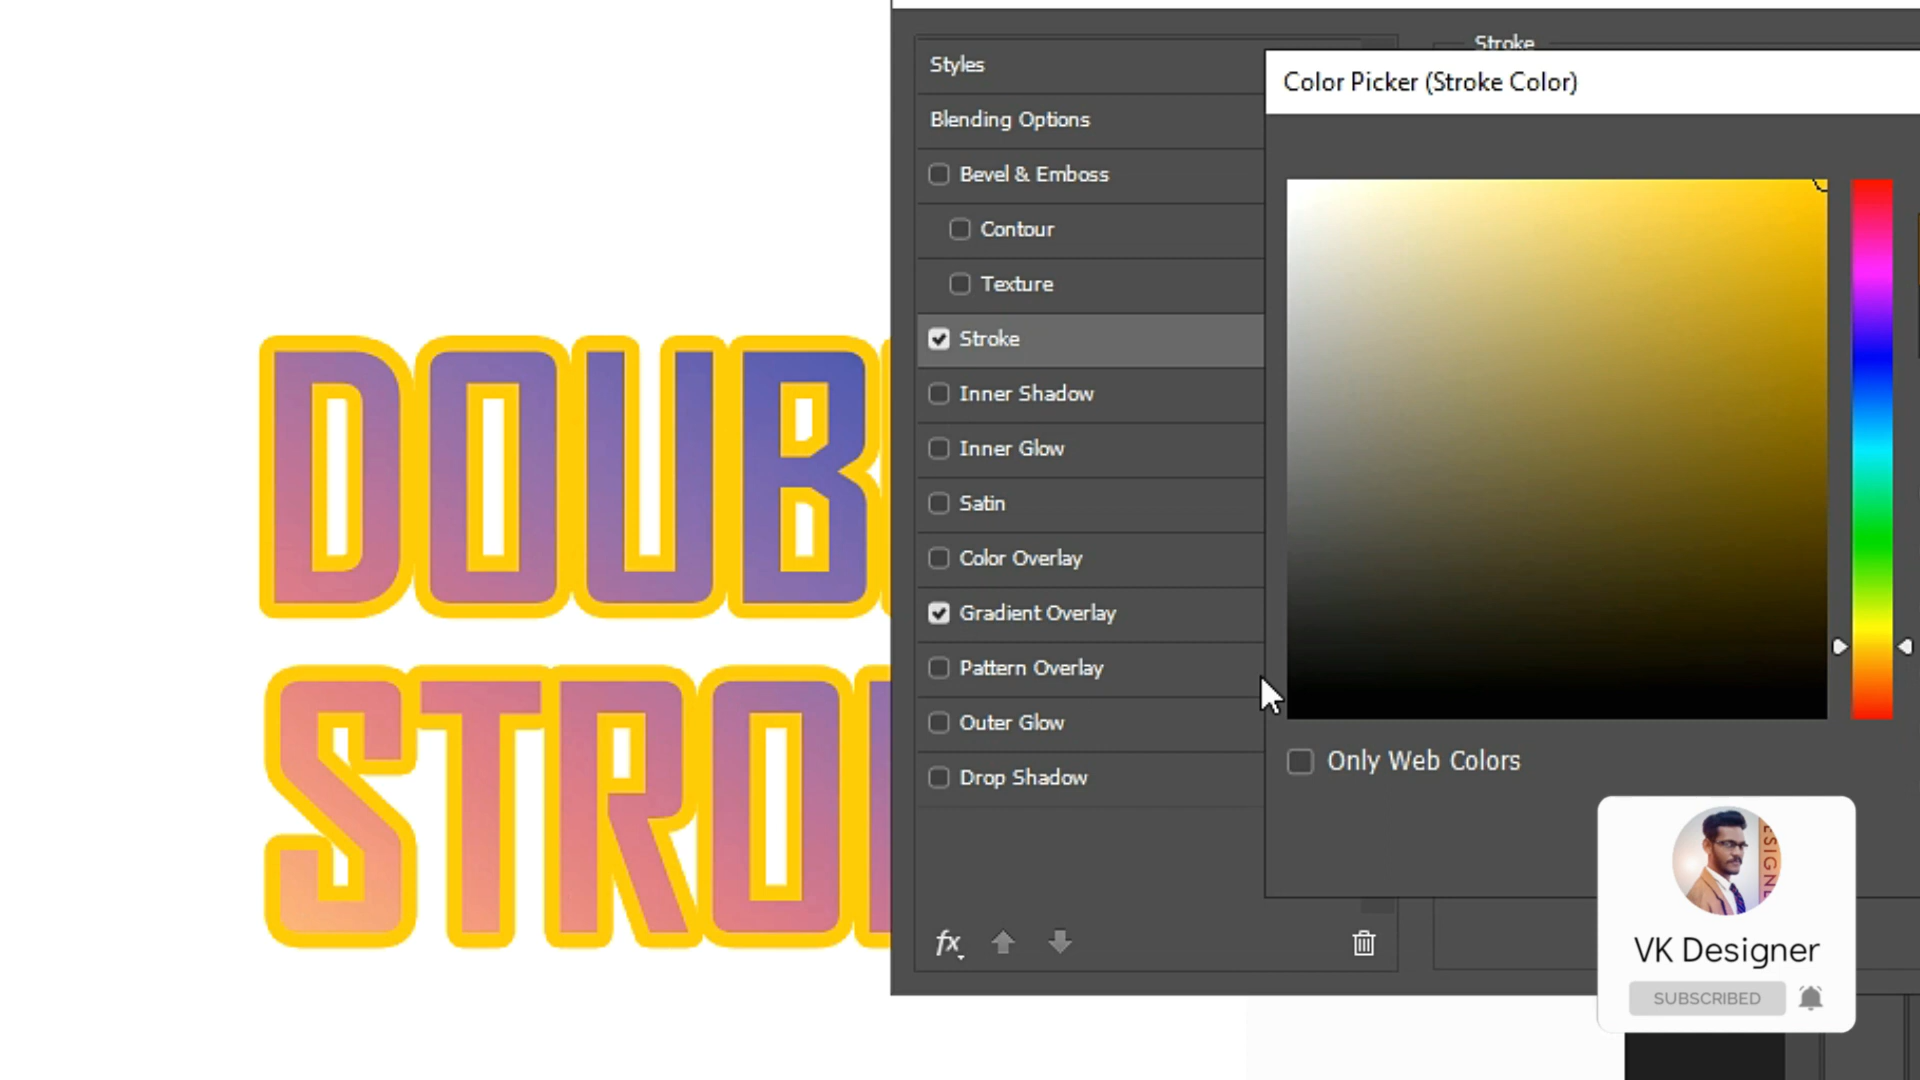 Stroke
Color Picker (Stroke Color)
Styles
Blending Options
Bevel & Emboss
Contour
Texture
Stroke
Inner Shadow
Inner Glow
Satin
Color Overlay
Gradient Overlay
Pattern Overlay
Outer Glow
Drop Shadow
fx
Only Web Colors
DOUB
STRO
VK Designer
SUBSCRIBED